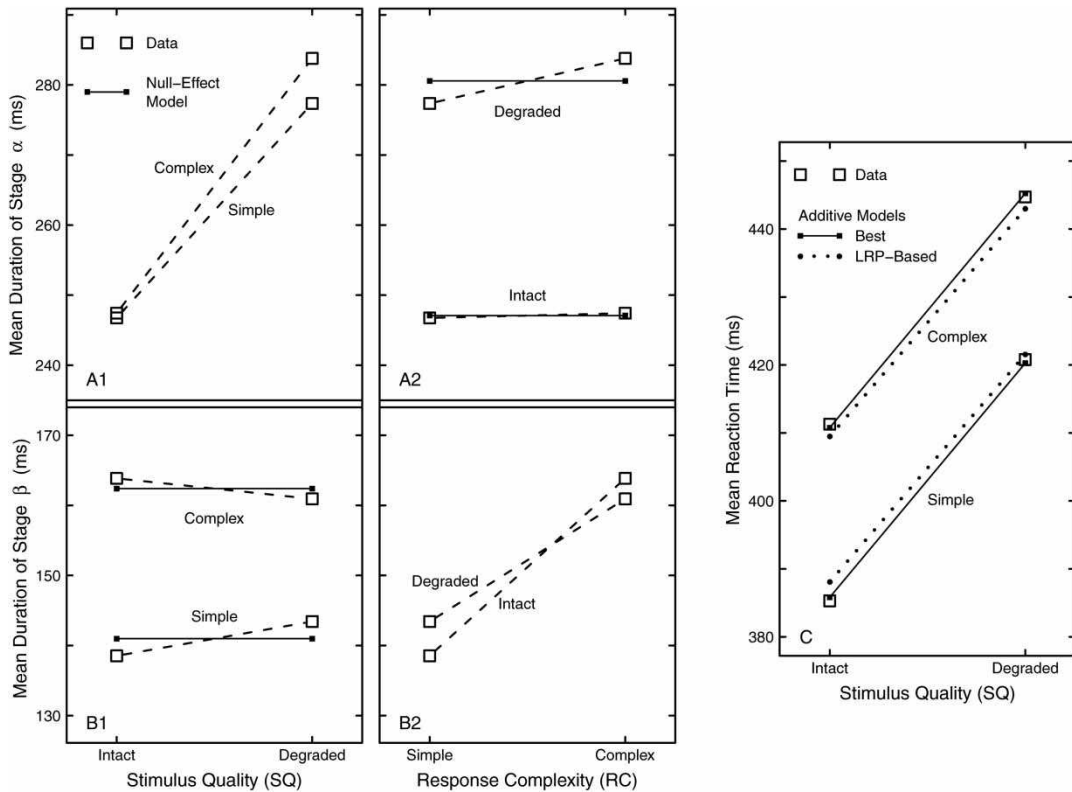 Data
Null−Effect
Model
Complex
Simple
A1
280
260
240
Mean Duration of Stage α (ms)
Degraded
Intact
A2
170
150
130
Mean Duration of Stage β (ms)
Complex
Simple
B1
Intact
Degraded
Stimulus Quality (SQ)
Degraded
Intact
B2
Simple
Complex
Response Complexity (RC)
Data
Additive Models
Best
LRP−Based
Complex
Simple
C
440
420
400
380
Mean Reaction Time (ms)
Intact
Degraded
Stimulus Quality (SQ)